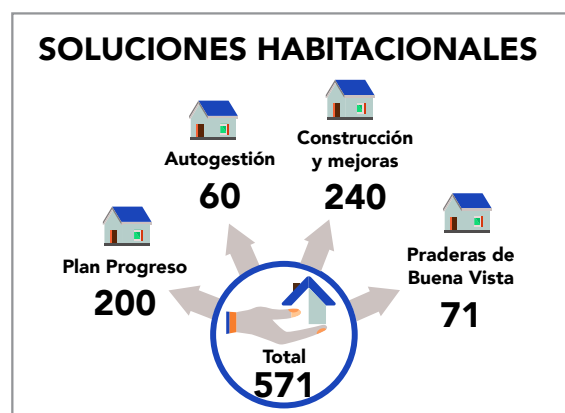 SOLUCIONES HABITACIONALES
Plan Progreso
200
Autogestión
60
Construcción
y mejoras
240
Praderas de
Buena Vista
71
Total
571